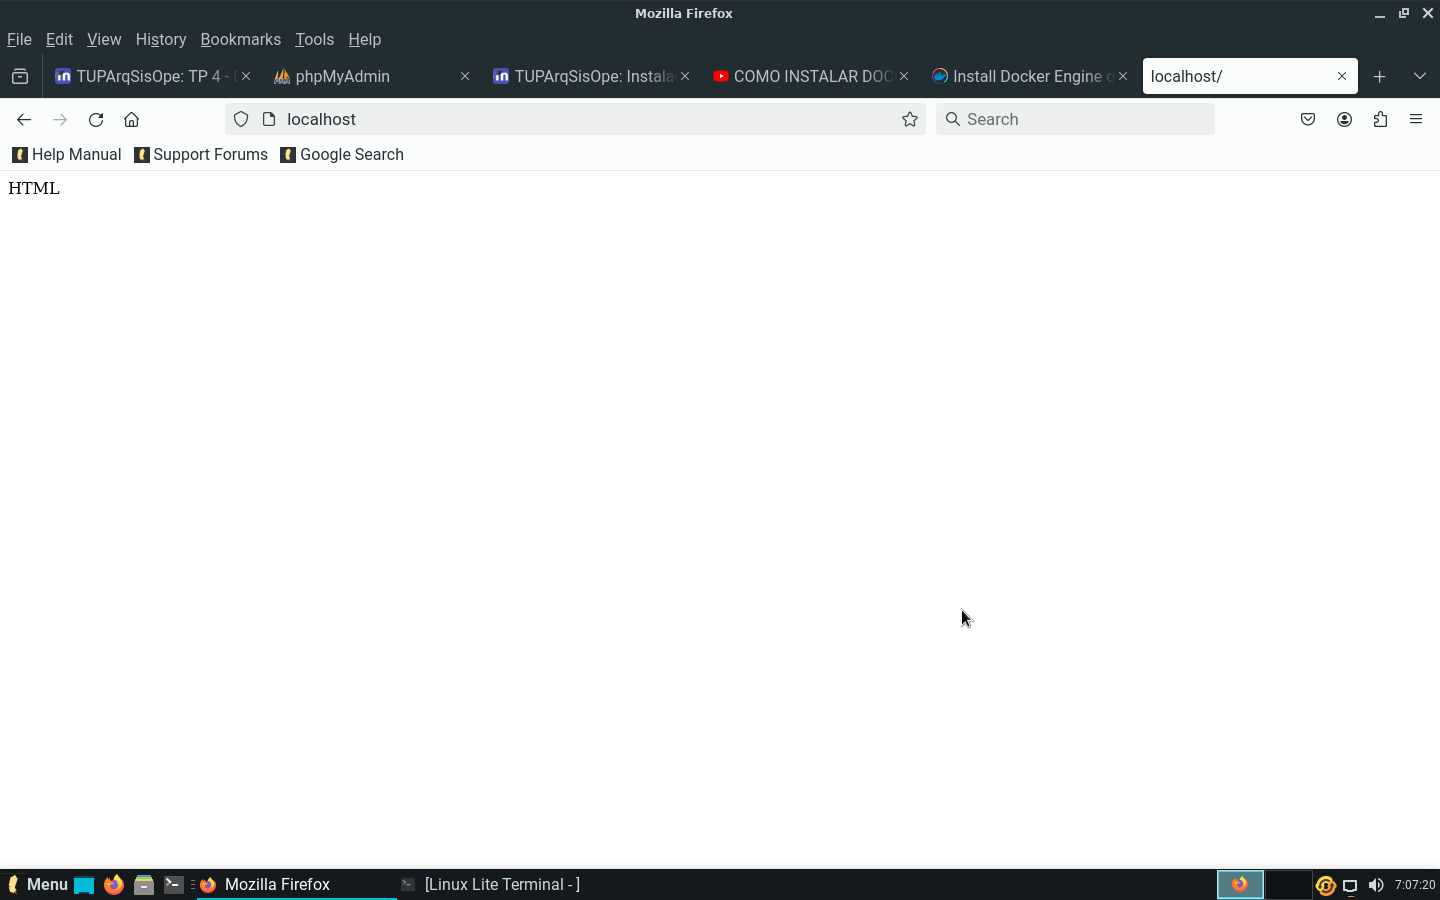 Mozilla Firefox
File Edit View History Bookmarks Tools Help
TUPArqSisOpe: TP 4 - phpMyAdmin TUPArqSisOpe: Instala COMO INSTALAR DOC Install Docker Engine localhost/
localhost Search
Help Manual Support Forums Google Search
HTML
Menu Mozilla Firefox [Linux Lite Terminal - ] 7:07:20